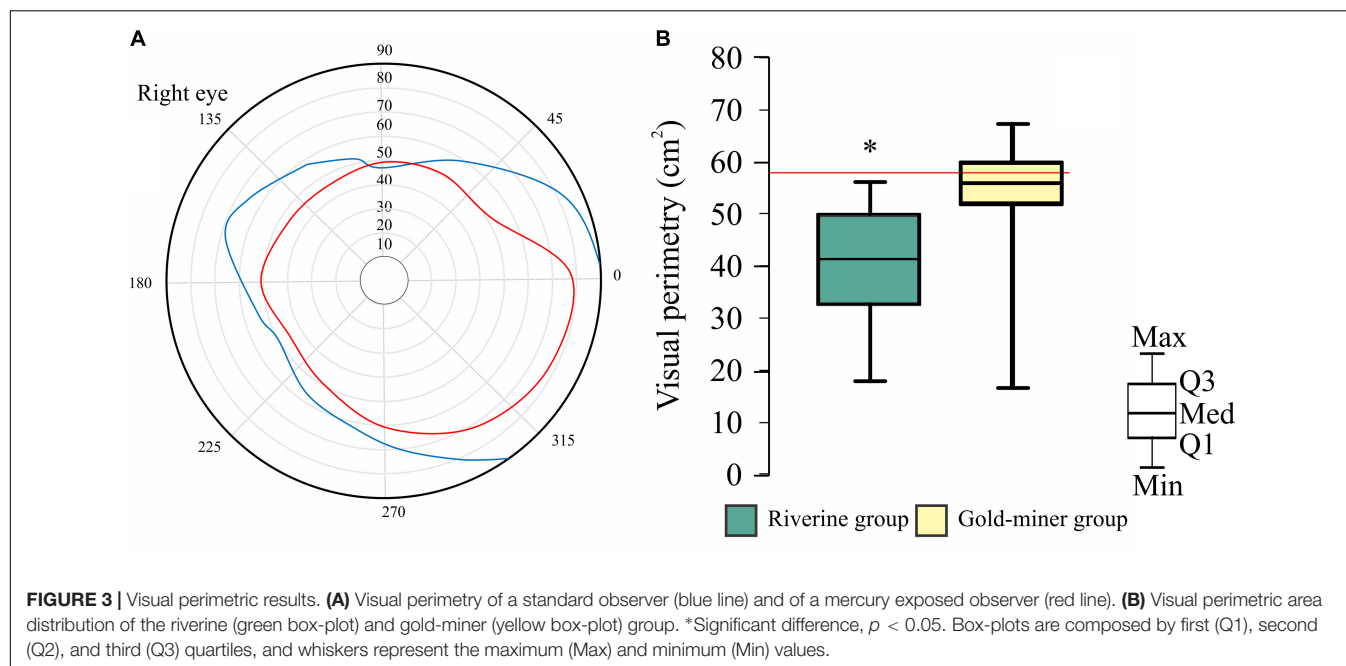 A
Right eye
90
80
70
60
50
40
30
20
10
45
0
315
270
225
180
135
B
Visual perimetry (cm²)
80
70
60
50
40
30
20
10
0
*
Max
Q3
Med
Q1
Min
Riverine group
Gold-miner group
FIGURE 3 | Visual perimetric results. (A) Visual perimetry of a standard observer (blue line) and of a mercury exposed observer (red line). (B) Visual perimetric area
distribution of the riverine (green box-plot) and gold-miner (yellow box-plot) group. *Significant difference, p < 0.05. Box-plots are composed by first (Q1), second
(Q2), and third (Q3) quartiles, and whiskers represent the maximum (Max) and minimum (Min) values.